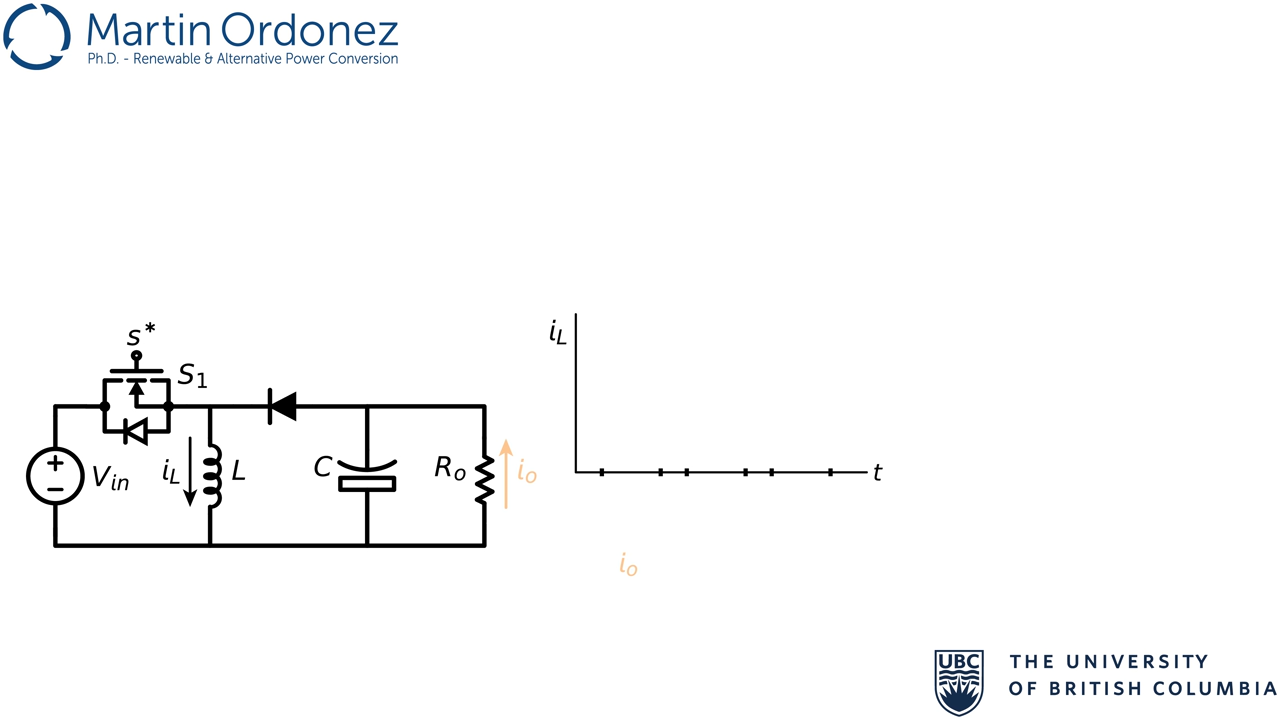 Martin Ordonez
Ph.D. - Renewable & Alternative Power Conversion
s*
S1
Vin
iL
L
C
Ro
io
iL
t
io
UBC
THE UNIVERSITY
OF BRITISH COLUMBIA